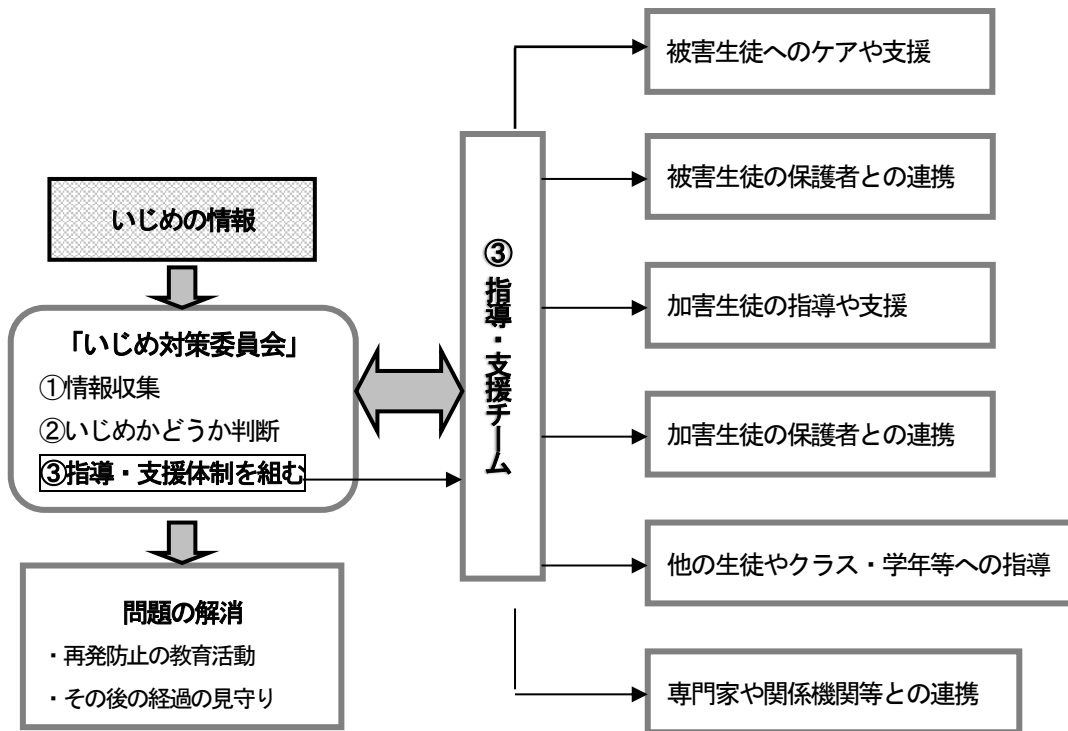 いじめの情報
「いじめ対策委員会」
①情報収集
②いじめかどうか判断
③指導・支援体制を組む
問題の解消
・再発防止の教育活動
・その後の経過の見守り
③指導・支援チーム
被害生徒へのケアや支援
被害生徒の保護者との連携
加害生徒の指導や支援
加害生徒の保護者との連携
他の生徒やクラス・学年等への指導
専門家や関係機関等との連携